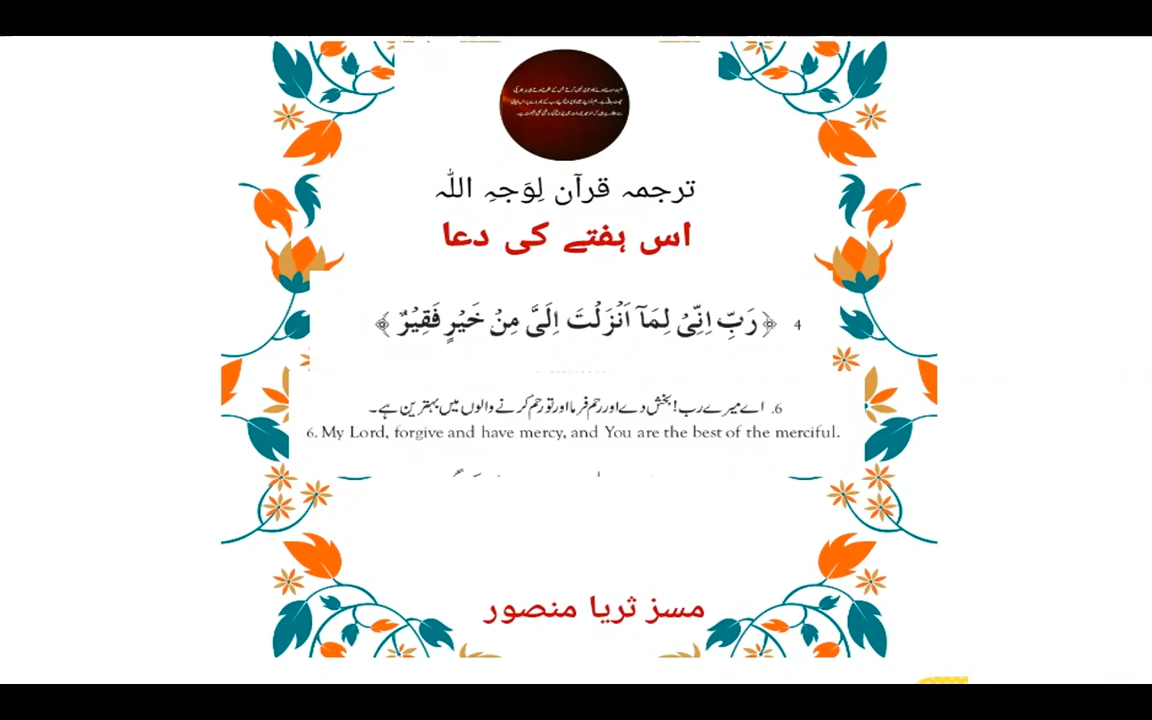 ترجمہ قرآن لِوَجہِ اللّٰہ
اس ہفتے کی دعا
4 ﴿رَبِّ اِنِّیْ لِمَآ اَنْزَلْتَ اِلَیَّ مِنْ خَیْرٍ فَقِیْرٌ﴾
6. اے میرے رب! بخش دے اور رحم فرما اور تو رحم کرنے والوں میں بہترین ہے۔
6. My Lord, forgive and have mercy, and You are the best of the merciful.
مسز ثریا منصور